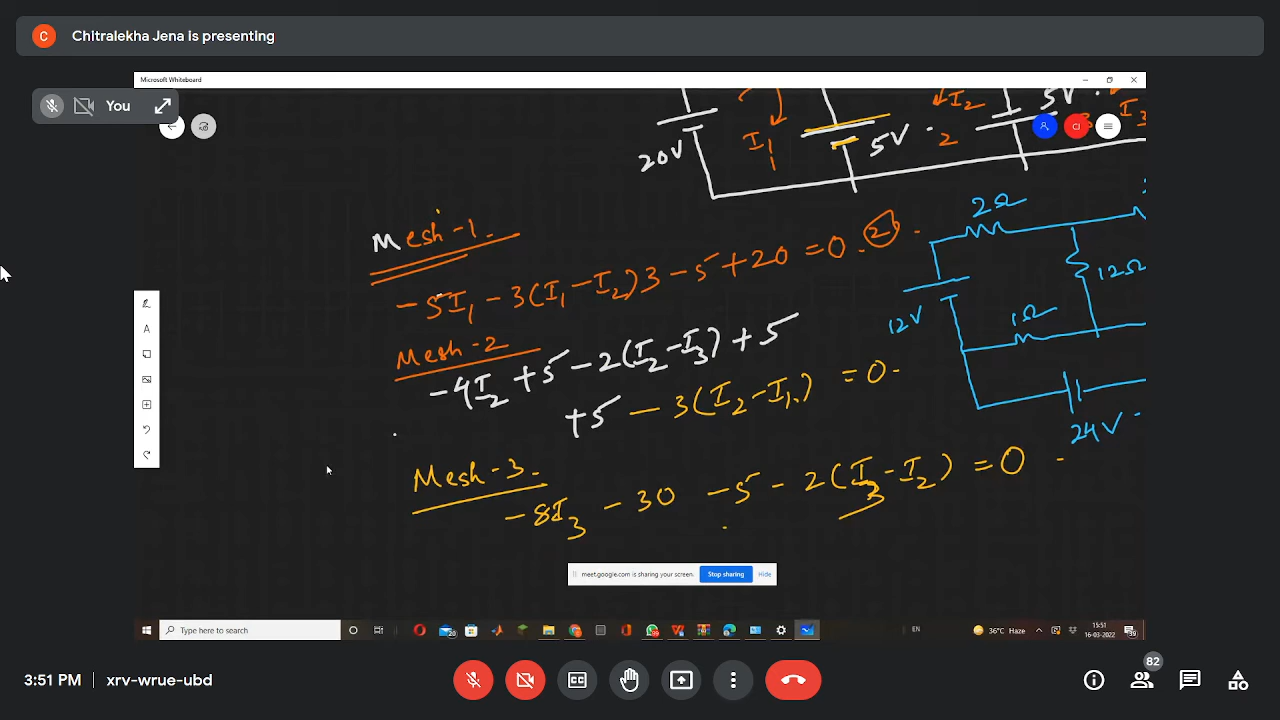 Chitralekha Jena is presenting
C
Microsoft Whiteboard
You
CJ
20V
I1
1
5V
I2
2
5V
I3
3
Mesh-1.
-5I1 - 3(I1 - I2)3 - 5 + 20 = 0. 2
Mesh-2
-4I2 + 5 - 2(I2 - I3) + 5
+5 - 3(I2 - I1) = 0.
Mesh-3.
-8I3 - 30 - 5 - 2(I3 - I2) = 0
2Ω
12Ω
12V
1Ω
24V
meet.google.com is sharing your screen.
Stop sharing
Hide
Type here to search
EN
36°C Haze
15:51
16-03-2022
3:51 PM
xrv-wrue-ubd
82